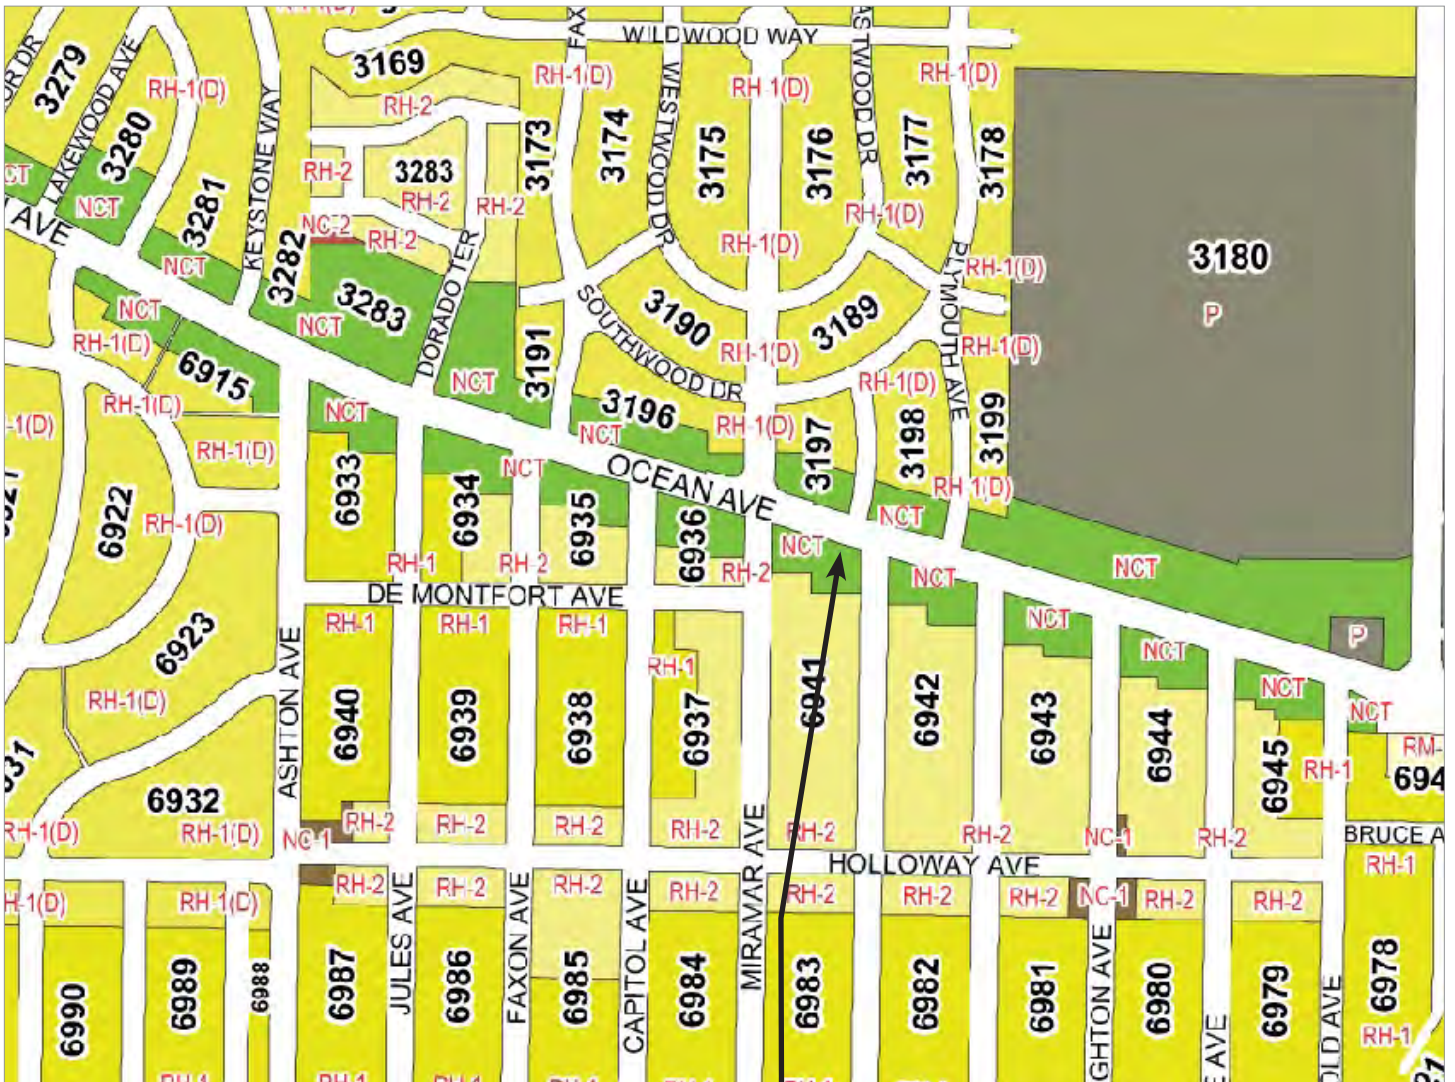 WILDWOOD WAY
3279
LAKEWOOD AVE
RH-1(D)
KEYSTONE WAY
3169
RH-2
RH-1(D)
WESTWOOD DR
RH-1(D)
RH-1(D)
3280
3281
3282
RH-2
3283
RH-2
RH-2
3173
3174
3175
3176
3177
3178
NCT
AVE
NC-2
RH-2
RH-1(D)
RH-1(D)
RH-1(D)
3180
P
NCT
NCT
3283
NCT
DORADO TER
SOUTHWOOD DR
3190
3189
PLYMOUTH AVE
RH-1(D)
RH-1(D)
RH-1(D)
6915
RH-1(D)
3191
NCT
RH-1(D)
NCT
3196
NCT
RH-1(D)
3197
3198
3199
RH-1(D)
RH-1(D)
6922
RH-1(D)
6933
6934
NCT
6935
OCEAN AVE
6936
NCT
NCT
NCT
NCT
RH-1
RH-2
RH-2
DE MONTFORT AVE
6923
RH-1(D)
ASHTON AVE
RH-1
RH-1
RH-1
RH-1
NCT
NCT
P
NCT
NCT
6940
6939
6938
6937
6941
6942
6943
6944
6945
RH-1
6932
RH-1(D)
RH-1(D)
NC-1
RH-2
RH-2
RH-2
RH-2
RH-2
RH-2
NC-1
RH-2
HOLLOWAY AVE
RH-1
RH-1(D)
RH-2
RH-2
RH-2
RH-2
RH-2
RH-2
RH-2
NC-1
RH-2
RH-2
JULES AVE
FAXON AVE
CAPITOL AVE
MIRAMAR AVE
6990
6989
6988
6987
6986
6985
6984
6983
6982
6981
6980
6979
6978
RH-1